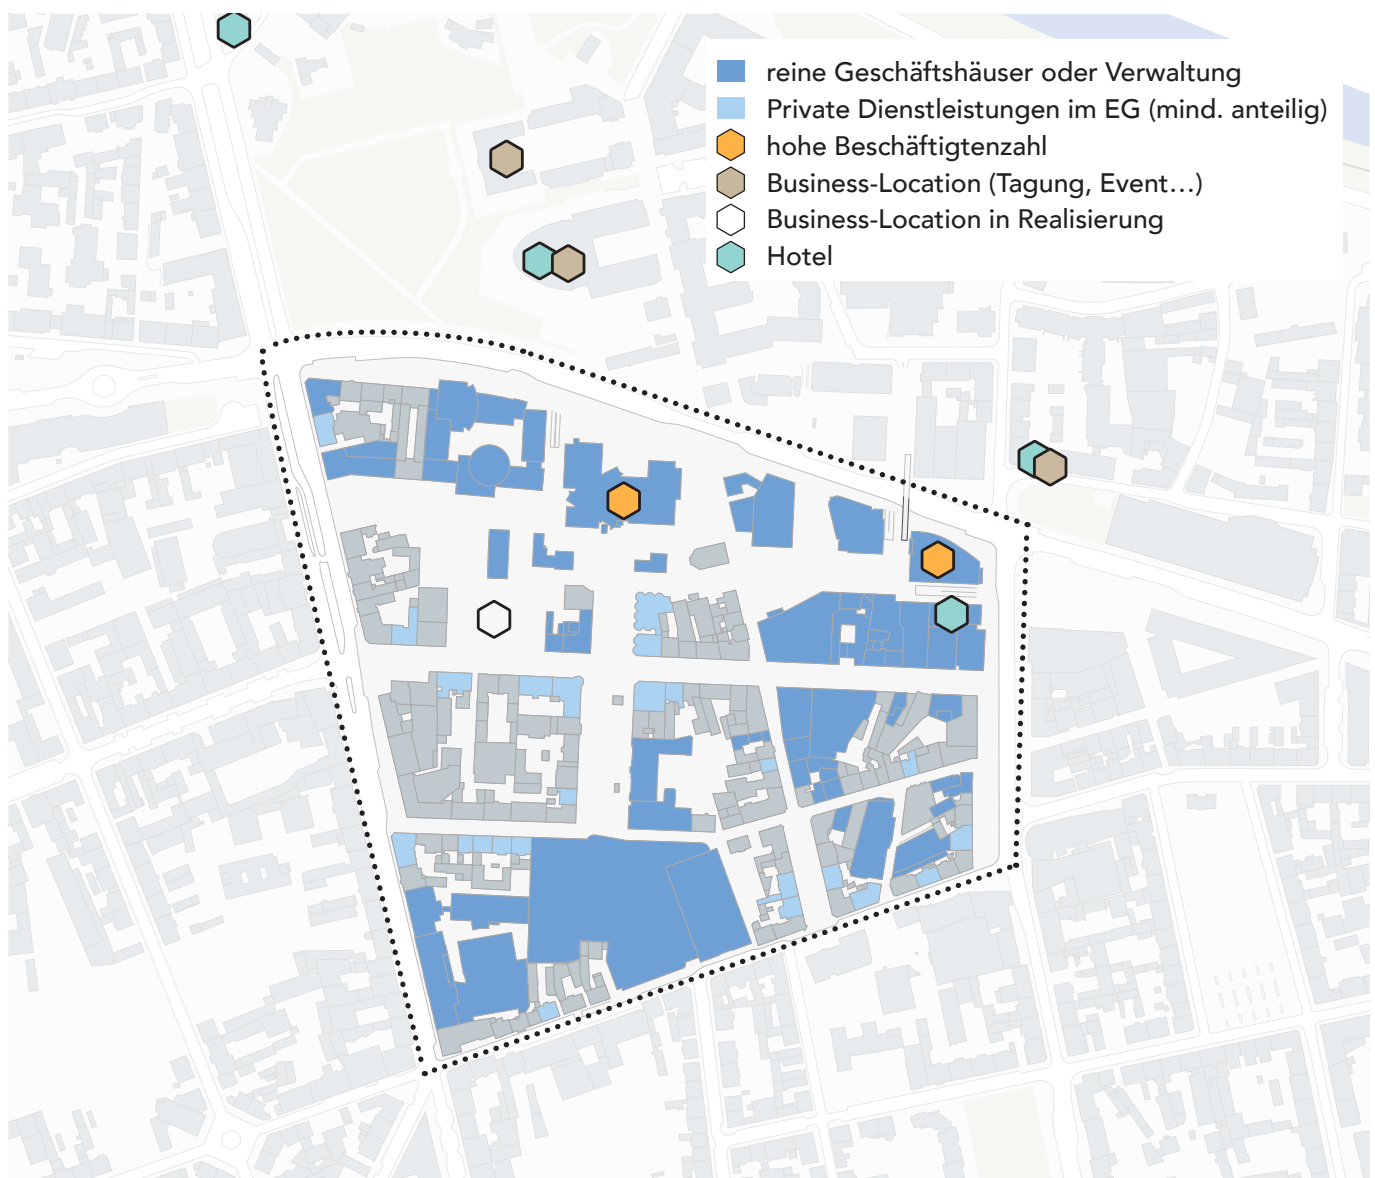 reine Geschäftshäuser oder Verwaltung
Private Dienstleistungen im EG (mind. anteilig)
hohe Beschäftigtenzahl
Business-Location (Tagung, Event…)
Business-Location in Realisierung
Hotel